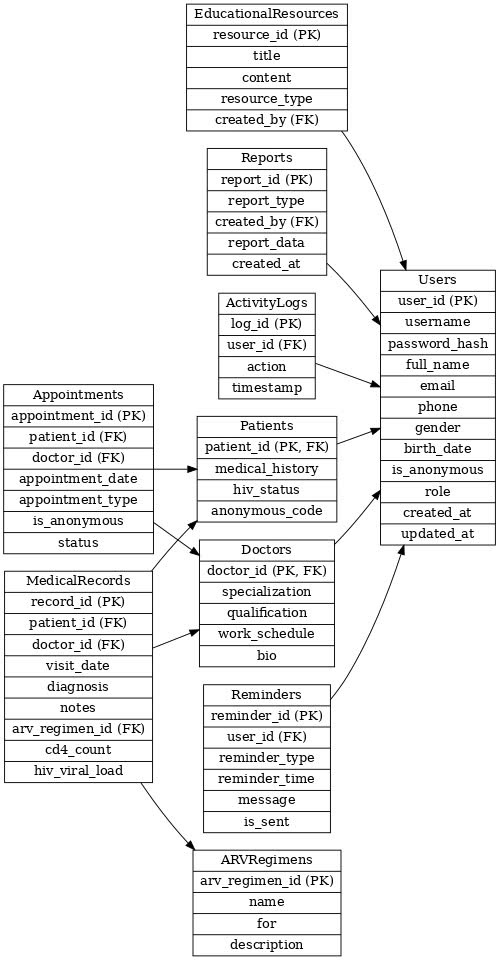 EducationalResources
resource_id (PK)
title
content
resource_type
created_by (FK)
Reports
report_id (PK)
report_type
created_by (FK)
report_data
created_at
ActivityLogs
log_id (PK)
user_id (FK)
action
timestamp
Users
user_id (PK)
username
password_hash
full_name
email
phone
gender
birth_date
is_anonymous
role
created_at
updated_at
Appointments
appointment_id (PK)
patient_id (FK)
doctor_id (FK)
appointment_date
appointment_type
is_anonymous
status
Patients
patient_id (PK, FK)
medical_history
hiv_status
anonymous_code
Doctors
doctor_id (PK, FK)
specialization
qualification
work_schedule
bio
MedicalRecords
record_id (PK)
patient_id (FK)
doctor_id (FK)
visit_date
diagnosis
notes
arv_regimen_id (FK)
cd4_count
hiv_viral_load
Reminders
reminder_id (PK)
user_id (FK)
reminder_type
reminder_time
message
is_sent
ARVRegimens
arv_regimen_id (PK)
name
for
description